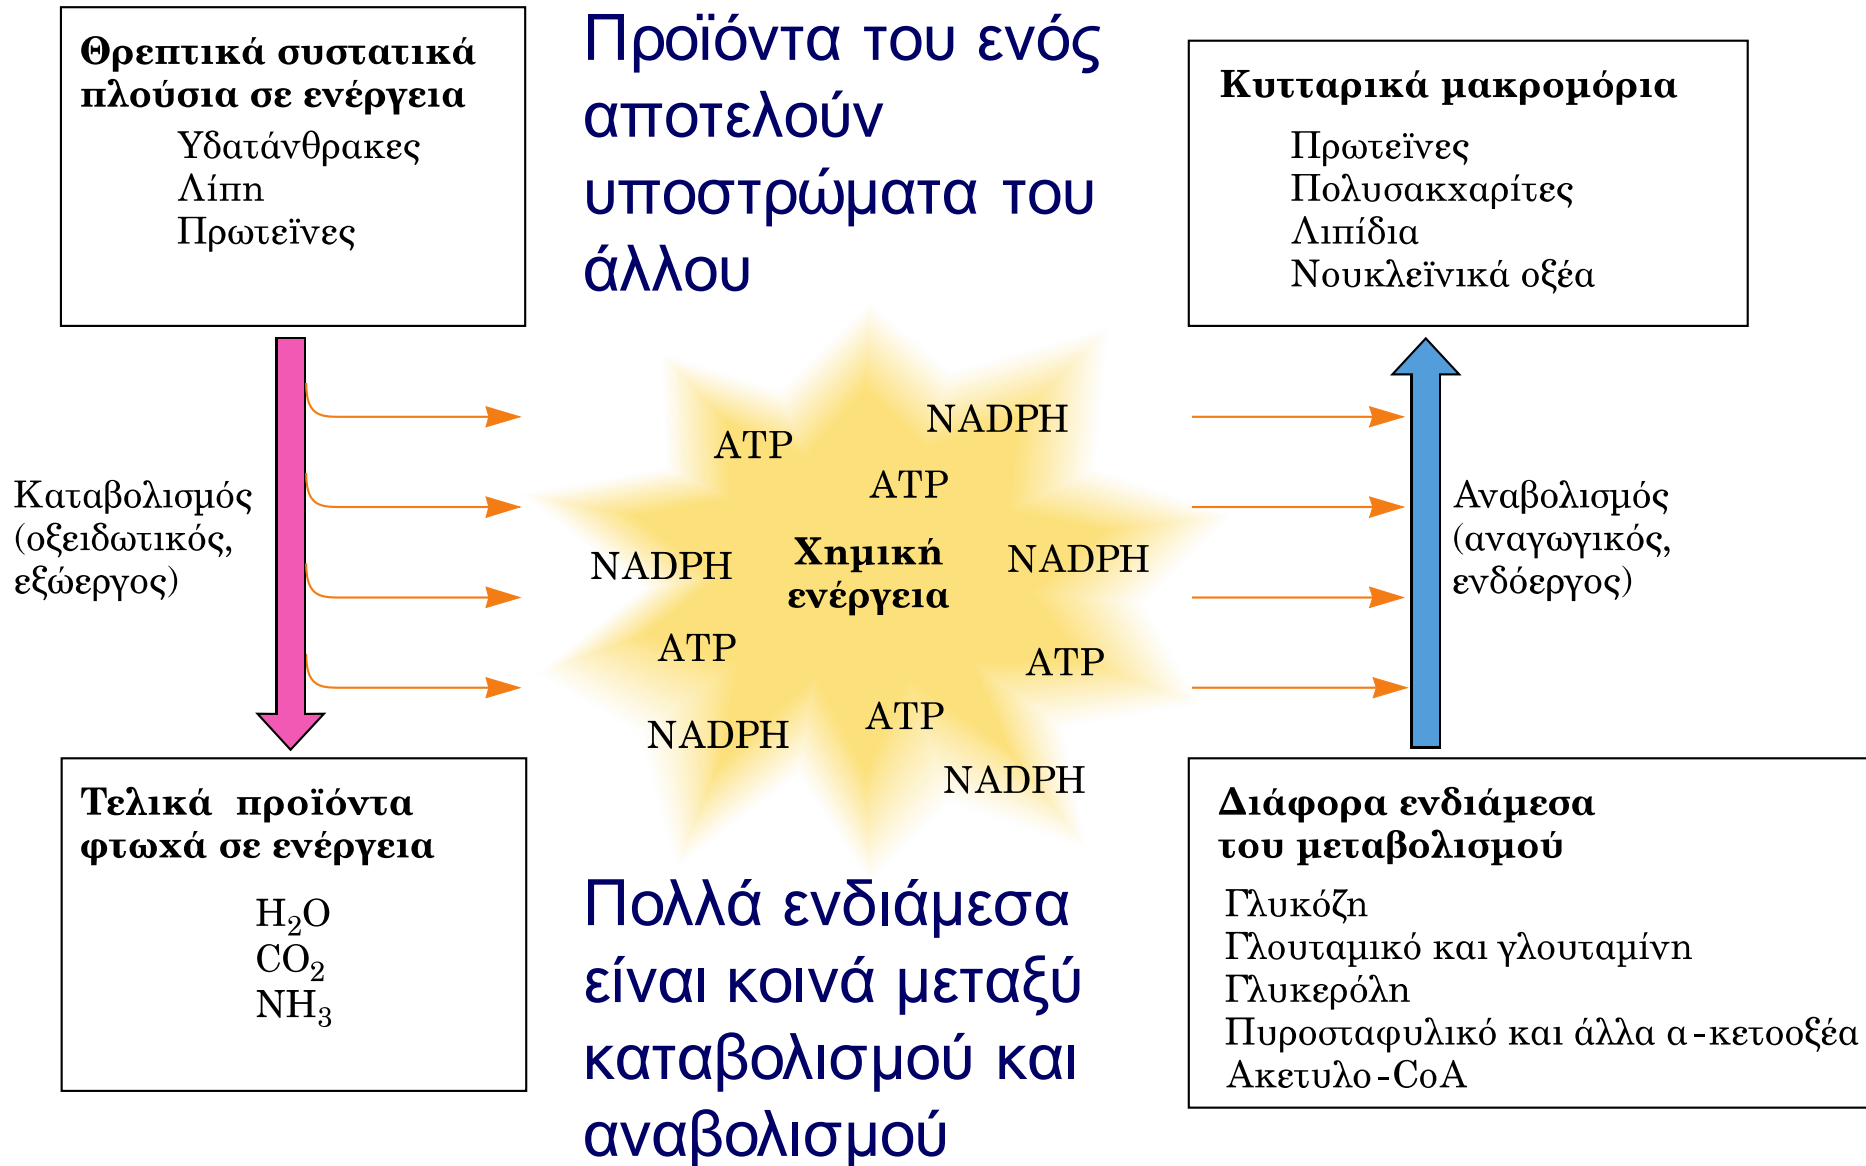 Θρεπτικά συστατικά
πλούσια σε ενέργεια
Υδατάνθρακες
Λίπη
Πρωτεΐνες
Προϊόντα του ενός
αποτελούν
υποστρώματα του
άλλου
Κυτταρικά μακρομόρια
Πρωτεΐνες
Πολυσακχαρίτες
Λιπίδια
Νουκλεϊνικά οξέα
Καταβολισμός
(οξειδωτικός,
εξώεργος)
ATP
NADPH
ATP
NADPH
Χημική
ενέργεια
NADPH
ATP
ATP
NADPH
ATP
NADPH
Αναβολισμός
(αναγωγικός,
ενδόεργος)
Τελικά προϊόντα
φτωχά σε ενέργεια
H₂O
CO₂
NH₃
Πολλά ενδιάμεσα
είναι κοινά μεταξύ
καταβολισμού και
αναβολισμού
Διάφορα ενδιάμεσα
του μεταβολισμού
Γλυκόζη
Γλουταμικό και γλουταμίνη
Γλυκερόλη
Πυροσταφυλικό και άλλα α-κετοοξέα
Ακετυλο-CoA